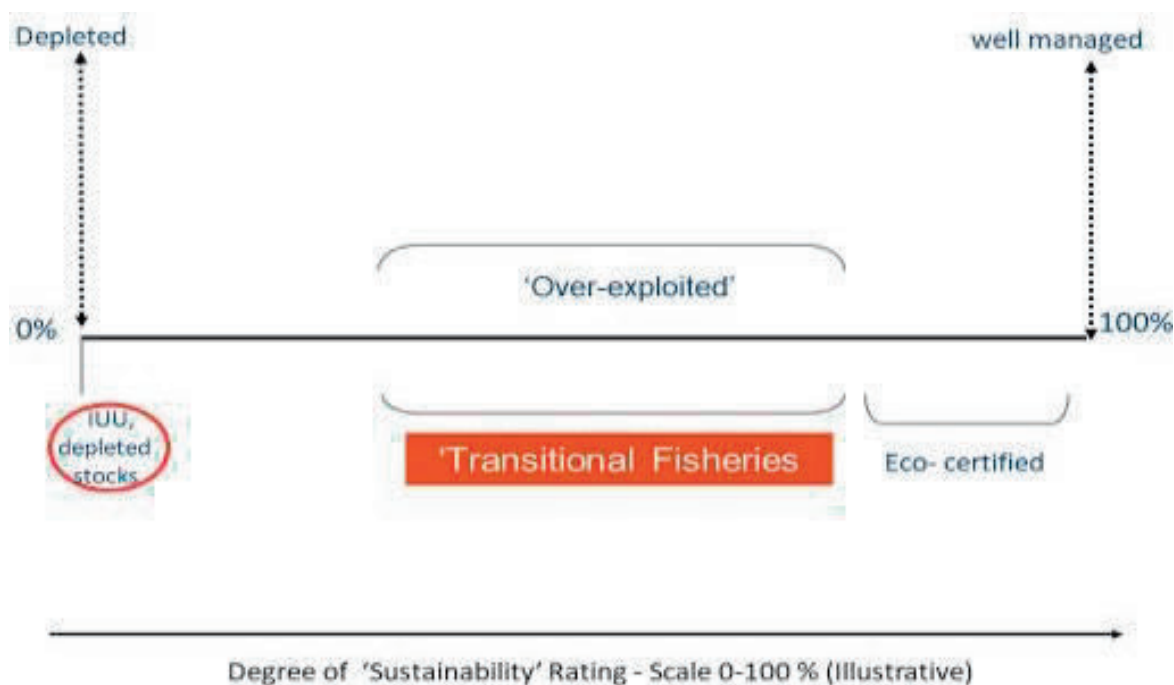 Depleted
well managed
'Over-exploited'
0%
100%
IUU,
depleted
stocks
'Transitional Fisheries
Eco- certified
Degree of 'Sustainability' Rating - Scale 0-100 % (Illustrative)